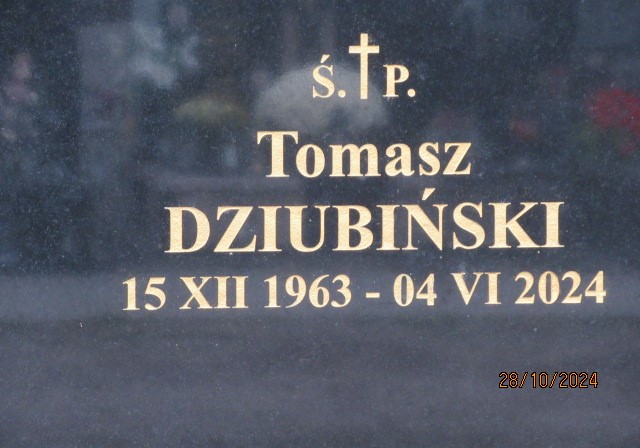 Ś. P.
Tomasz
DZIUBIŃSKI
15 XII 1963 - 04 VI 2024
28/10/2024